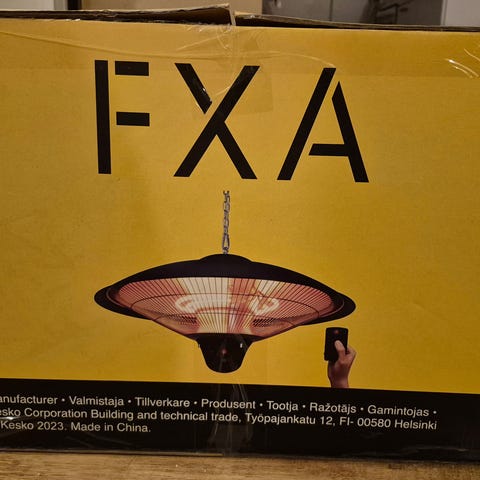 FXA
anufacturer • Valmistaja • Tillverkare • Produsent • Tootja • Ražotājs • Gamintojas •
esko Corporation Building and technical trade, Työpajankatu 12, FI- 00580 Helsinki
Kesko 2023. Made in China.